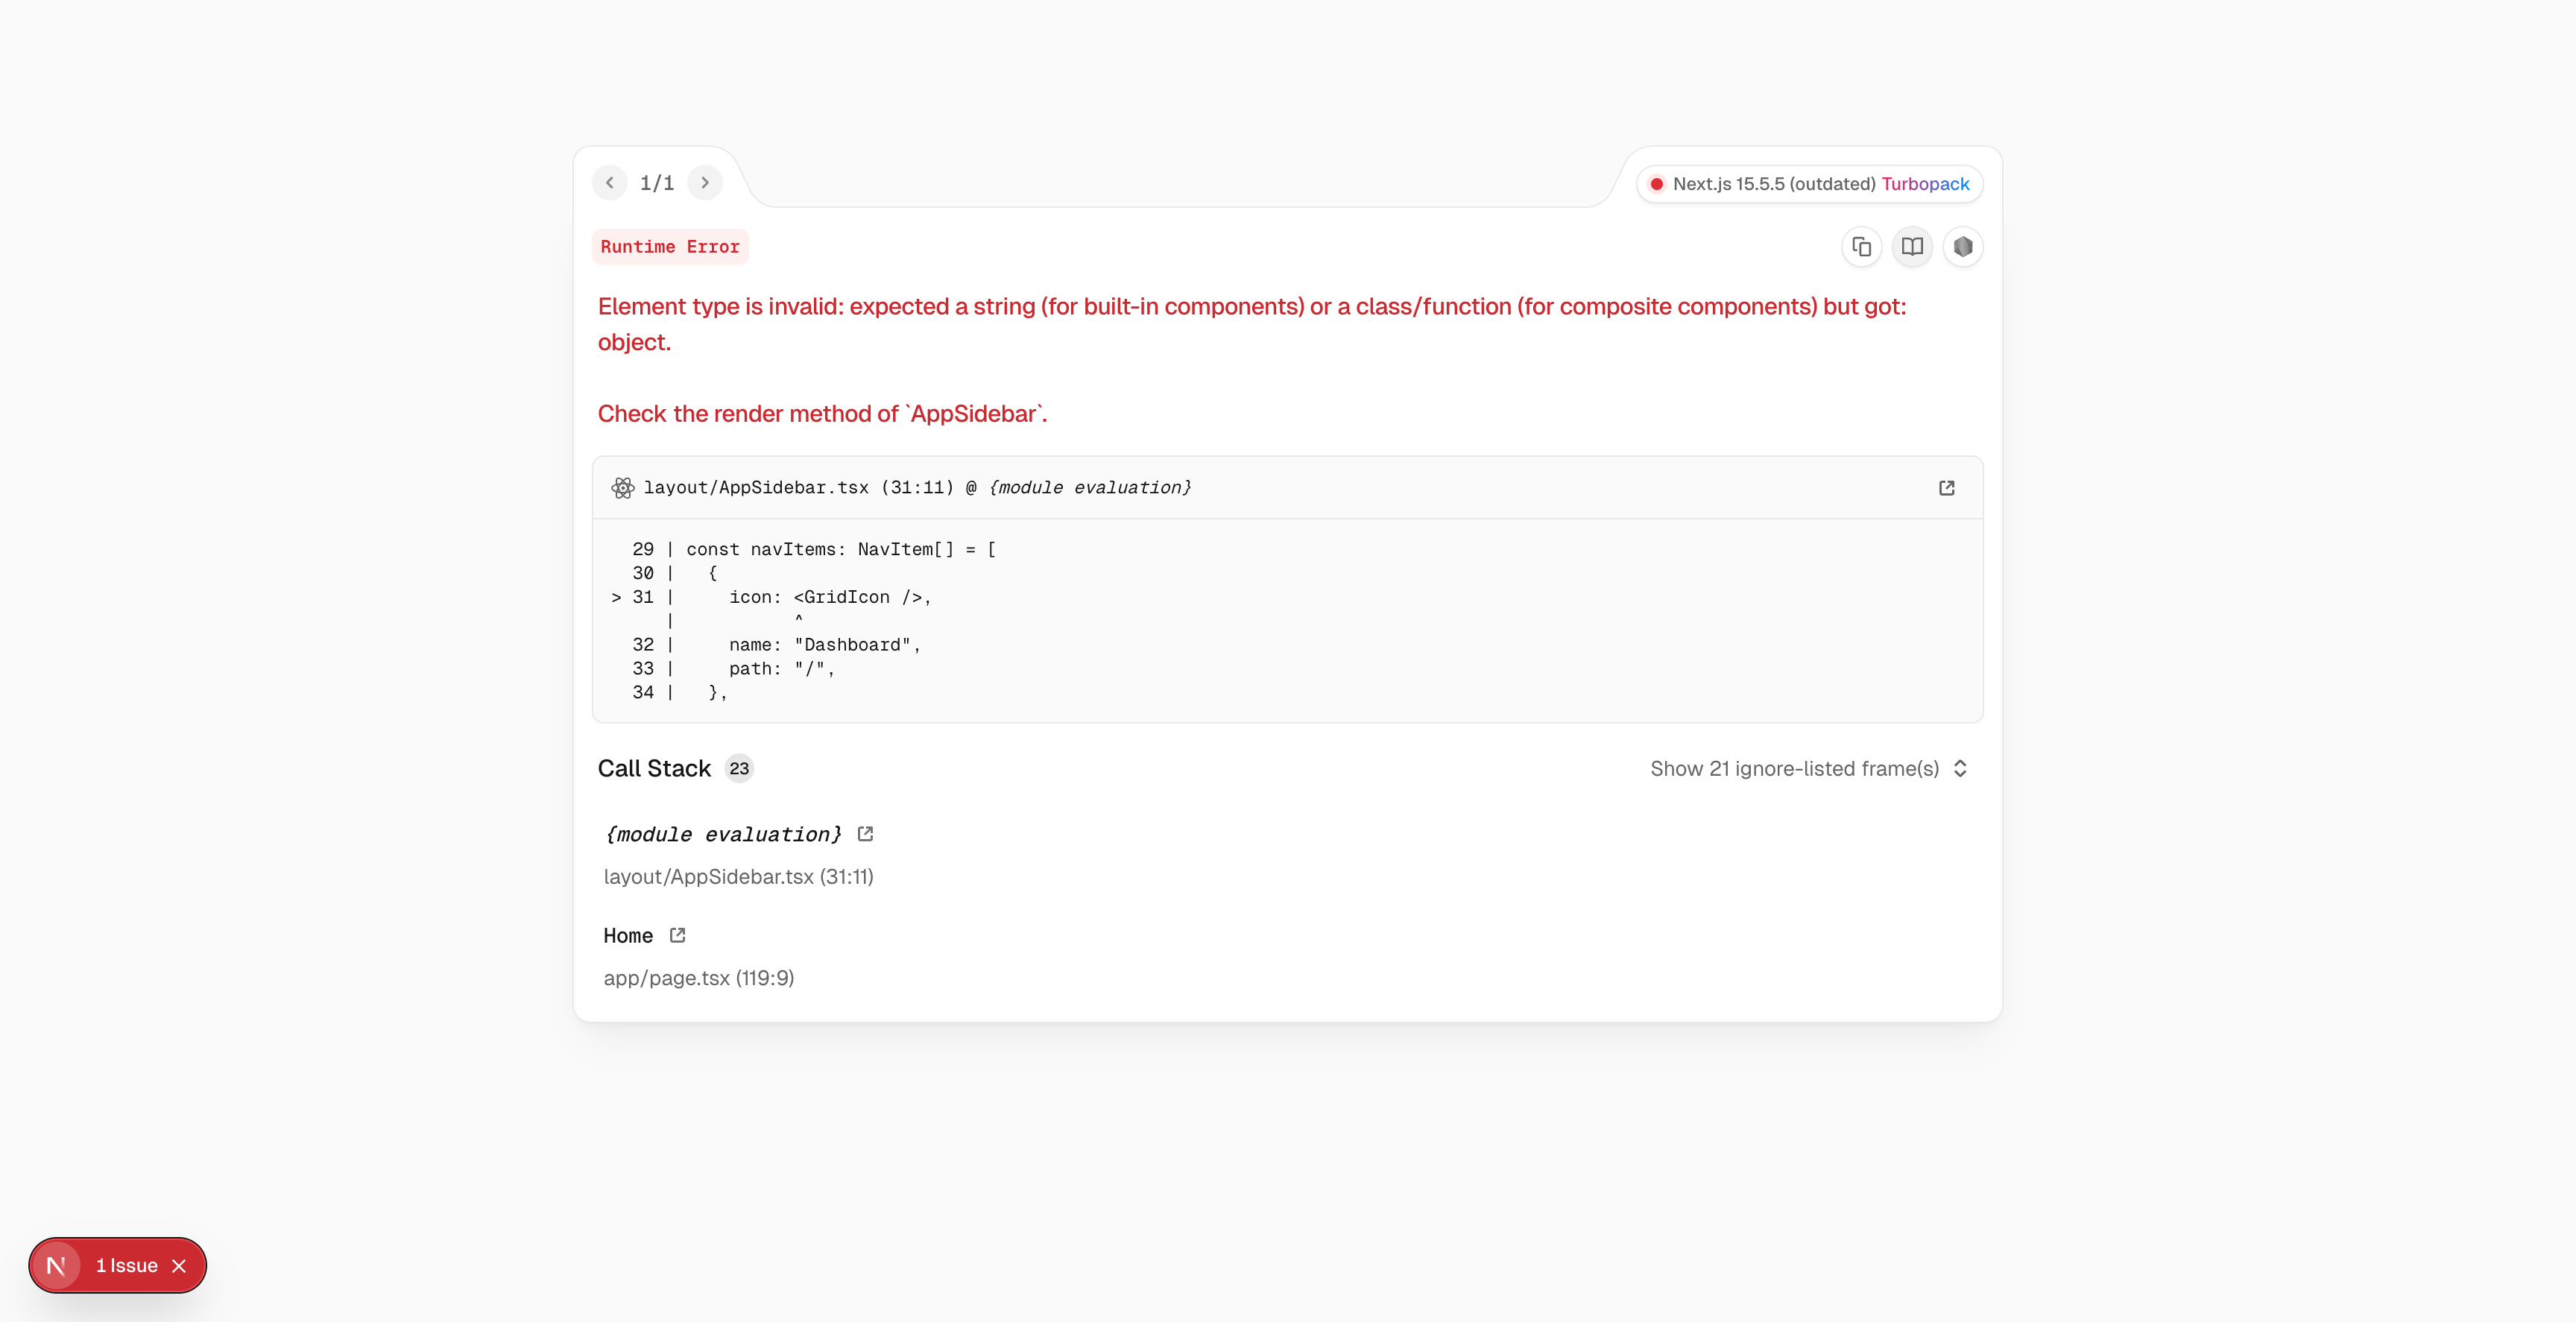 1/1
Next.js 15.5.5 (outdated) Turbopack
Runtime Error
Element type is invalid: expected a string (for built-in components) or a class/function (for composite components) but got:
object.
Check the render method of `AppSidebar`.
layout/AppSidebar.tsx (31:11) @ {module evaluation}
29 | const navItems: NavItem[] = [
30 |   {
> 31 |     icon: <GridIcon />,
|           ^
32 |     name: "Dashboard",
33 |     path: "/",
34 |   },
Call Stack 23
Show 21 ignore-listed frame(s)
{module evaluation}
layout/AppSidebar.tsx (31:11)
Home
app/page.tsx (119:9)
N 1 Issue